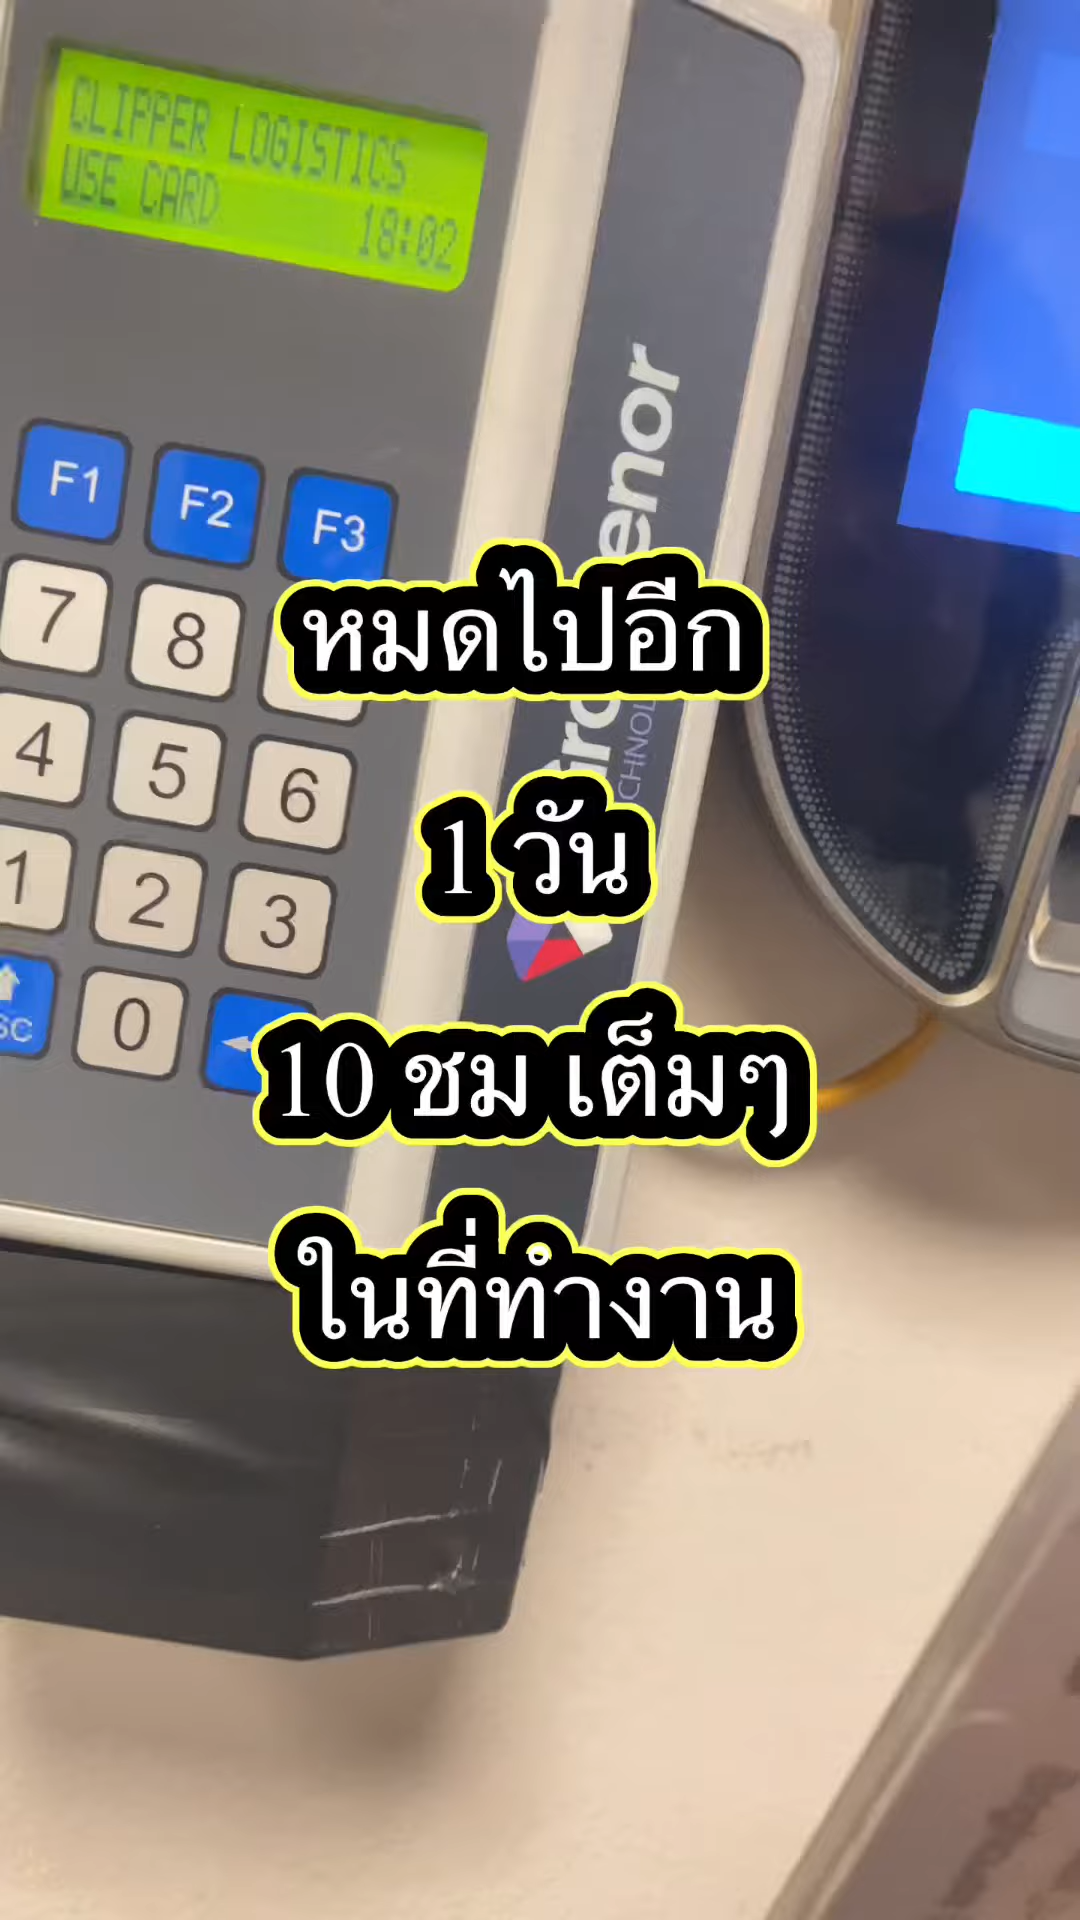 CLIPPER LOGISTICS
USE CARD 18:02
F1 F2 F3
7 8
4 5 6
1 2 3
0
หมดไปอีก
1 วัน
10 ชม เต็มๆ
ในที่ทำงาน